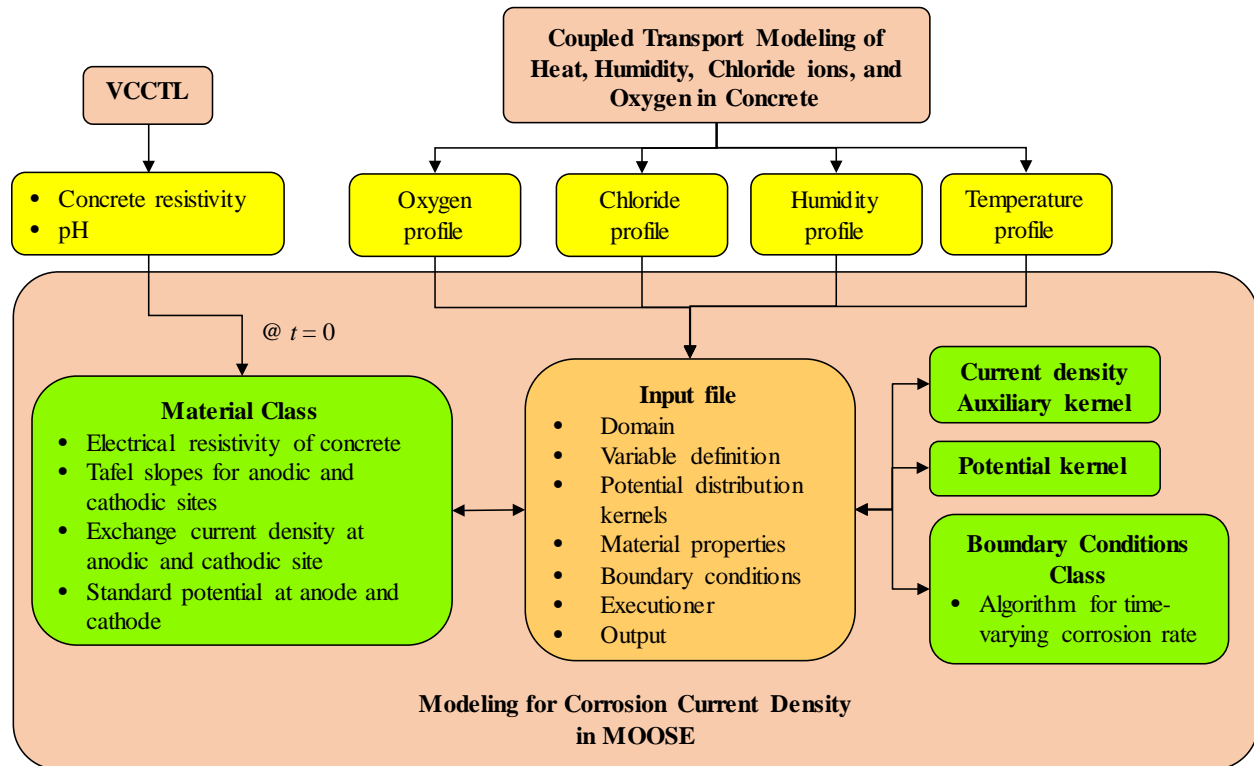 Coupled Transport Modeling of
Heat, Humidity, Chloride ions, and
Oxygen in Concrete
VCCTL
• Concrete resistivity
• pH
Oxygen
profile
Chloride
profile
Humidity
profile
Temperature
profile
@ t = 0
Material Class
• Electrical resistivity of concrete
• Tafel slopes for anodic and
cathodic sites
• Exchange current density at
anodic and cathodic site
• Standard potential at anode and
cathode
Input file
• Domain
• Variable definition
• Potential distribution
kernels
• Material properties
• Boundary conditions
• Executioner
• Output
Current density
Auxiliary kernel
Potential kernel
Boundary Conditions
Class
• Algorithm for time-
varying corrosion rate
Modeling for Corrosion Current Density
in MOOSE